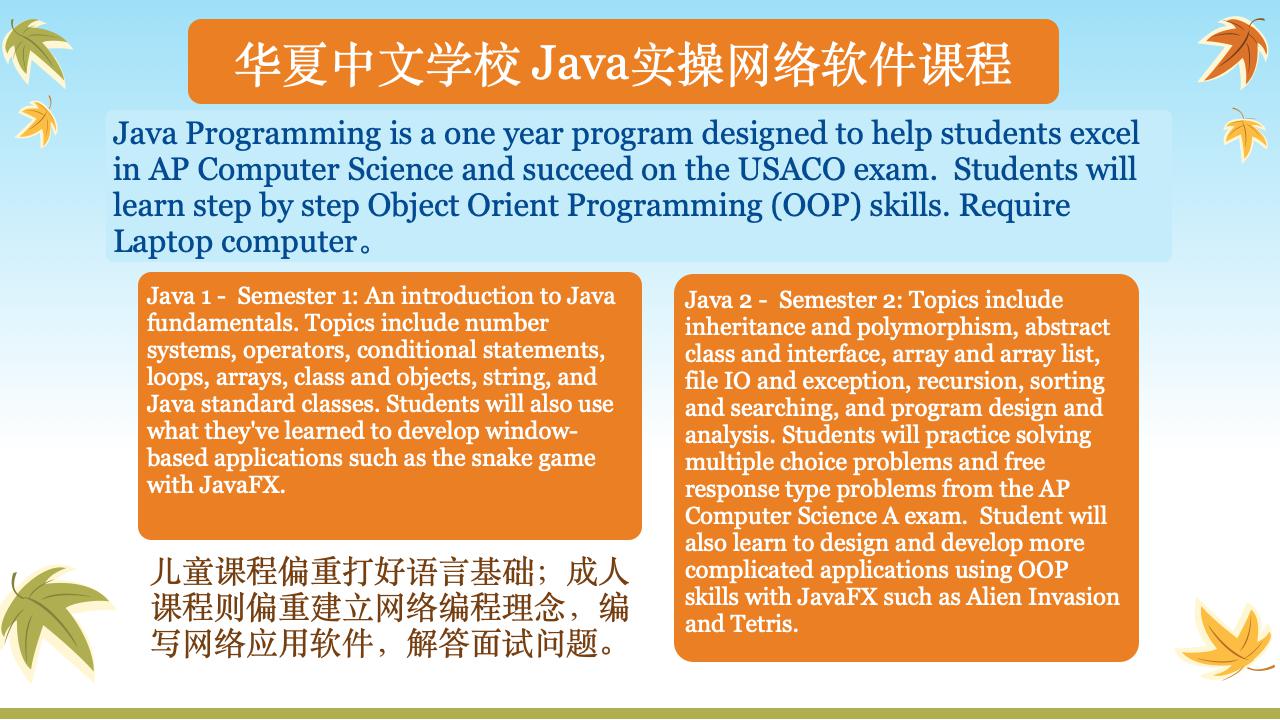 华夏中文学校 Java实操网络软件课程
Java Programming is a one year program designed to help students excel
in AP Computer Science and succeed on the USACO exam.  Students will
learn step by step Object Orient Programming (OOP) skills. Require
Laptop computer。
Java 1 -  Semester 1: An introduction to Java
fundamentals. Topics include number
systems, operators, conditional statements,
loops, arrays, class and objects, string, and
Java standard classes. Students will also use
what they've learned to develop window-
based applications such as the snake game
with JavaFX.
儿童课程偏重打好语言基础；成人
课程则偏重建立网络编程理念，编
写网络应用软件，解答面试问题。
Java 2 -  Semester 2: Topics include
inheritance and polymorphism, abstract
class and interface, array and array list,
file IO and exception, recursion, sorting
and searching, and program design and
analysis. Students will practice solving
multiple choice problems and free
response type problems from the AP
Computer Science A exam.  Student will
also learn to design and develop more
complicated applications using OOP
skills with JavaFX such as Alien Invasion
and Tetris.